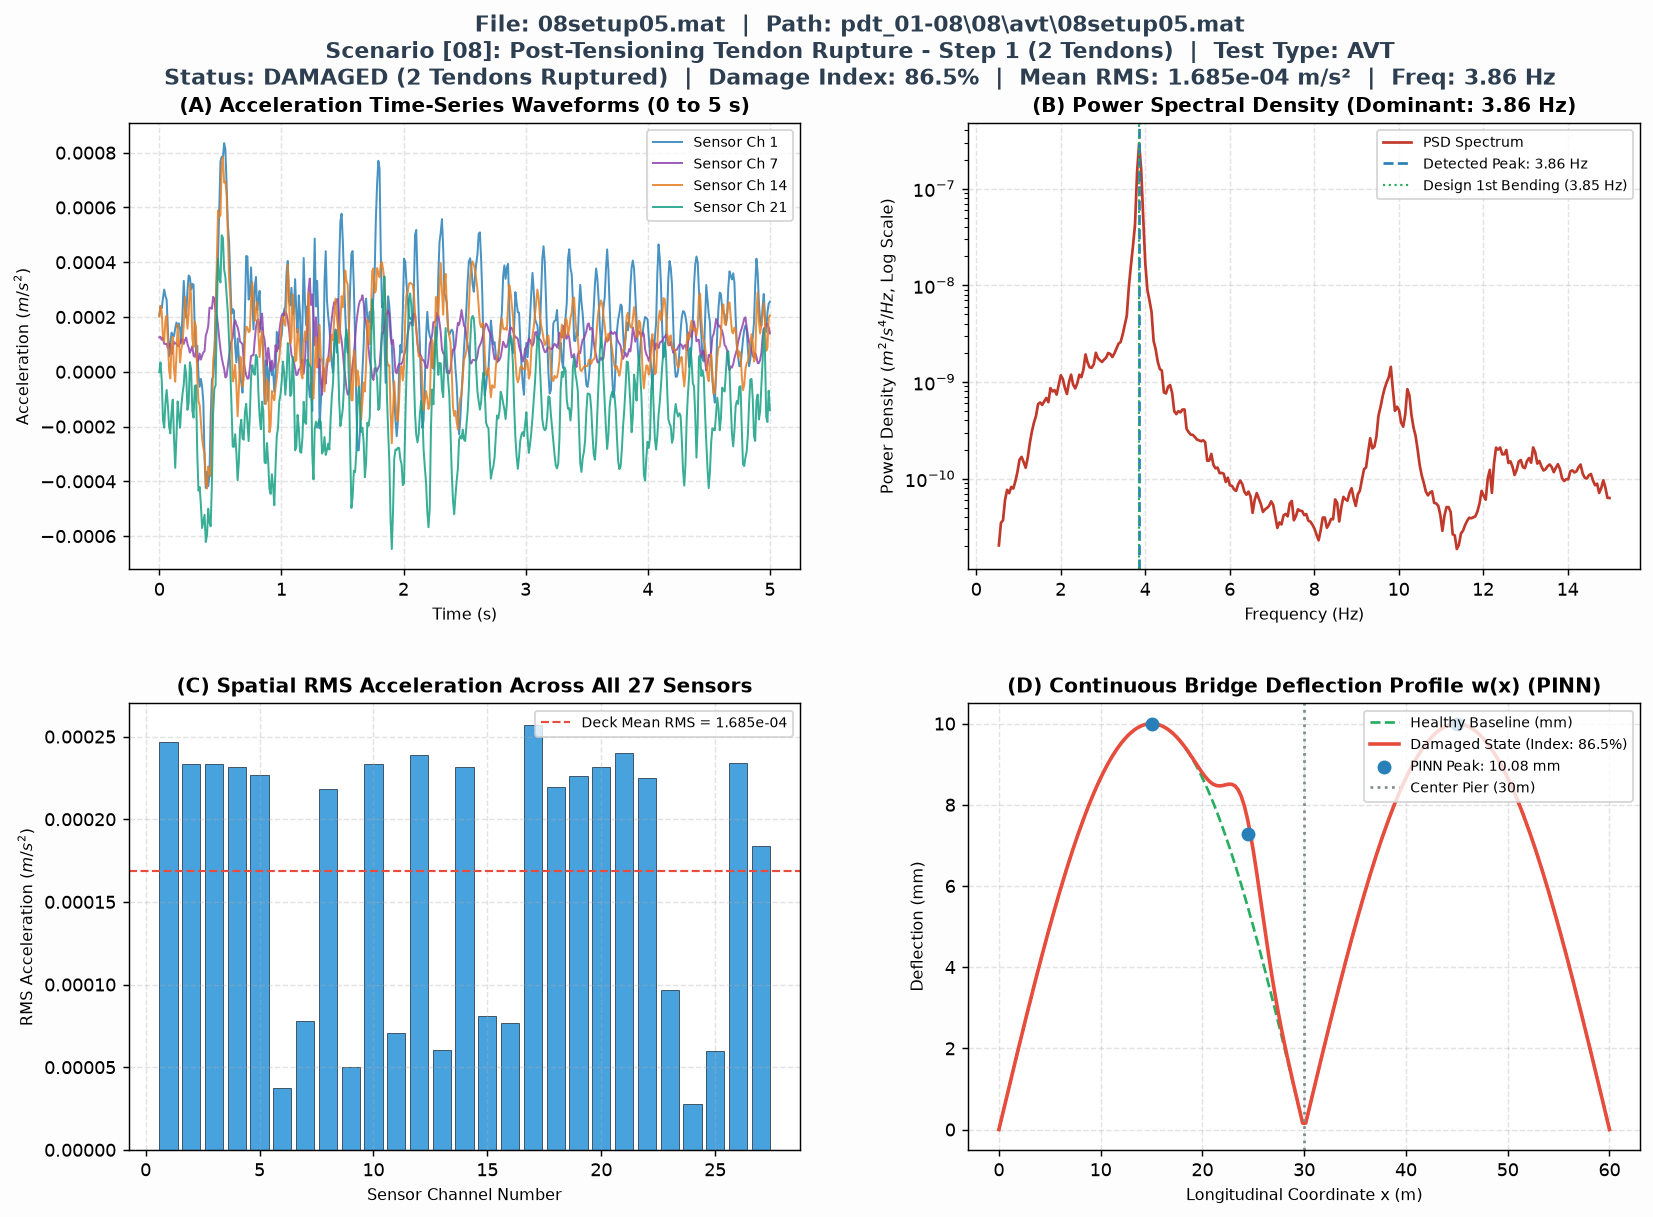 File: 08setup05.mat | Path: pdt_01-08\08\avt\08setup05.mat
Scenario [08]: Post-Tensioning Tendon Rupture - Step 1 (2 Tendons) | Test Type: AVT
Status: DAMAGED (2 Tendons Ruptured) | Damage Index: 86.5% | Mean RMS: 1.685e-04 m/s² | Freq: 3.86 Hz
(A) Acceleration Time-Series Waveforms (0 to 5 s)
Acceleration (m/s²)
0.0008
0.0006
0.0004
0.0002
0.0000
−0.0002
−0.0004
−0.0006
Sensor Ch 1
Sensor Ch 7
Sensor Ch 14
Sensor Ch 21
0 1 2 3 4 5
Time (s)
(B) Power Spectral Density (Dominant: 3.86 Hz)
Power Density (m²/s⁴/Hz, Log Scale)
10⁻⁷
10⁻⁸
10⁻⁹
10⁻¹⁰
PSD Spectrum
Detected Peak: 3.86 Hz
Design 1st Bending (3.85 Hz)
0 2 4 6 8 10 12 14
Frequency (Hz)
(C) Spatial RMS Acceleration Across All 27 Sensors
RMS Acceleration (m/s²)
0.00025
0.00020
0.00015
0.00010
0.00005
0.00000
Deck Mean RMS = 1.685e-04
0 5 10 15 20 25
Sensor Channel Number
(D) Continuous Bridge Deflection Profile w(x) (PINN)
Deflection (mm)
10
8
6
4
2
0
Healthy Baseline (mm)
Damaged State (Index: 86.5%)
PINN Peak: 10.08 mm
Center Pier (30m)
0 10 20 30 40 50 60
Longitudinal Coordinate x (m)